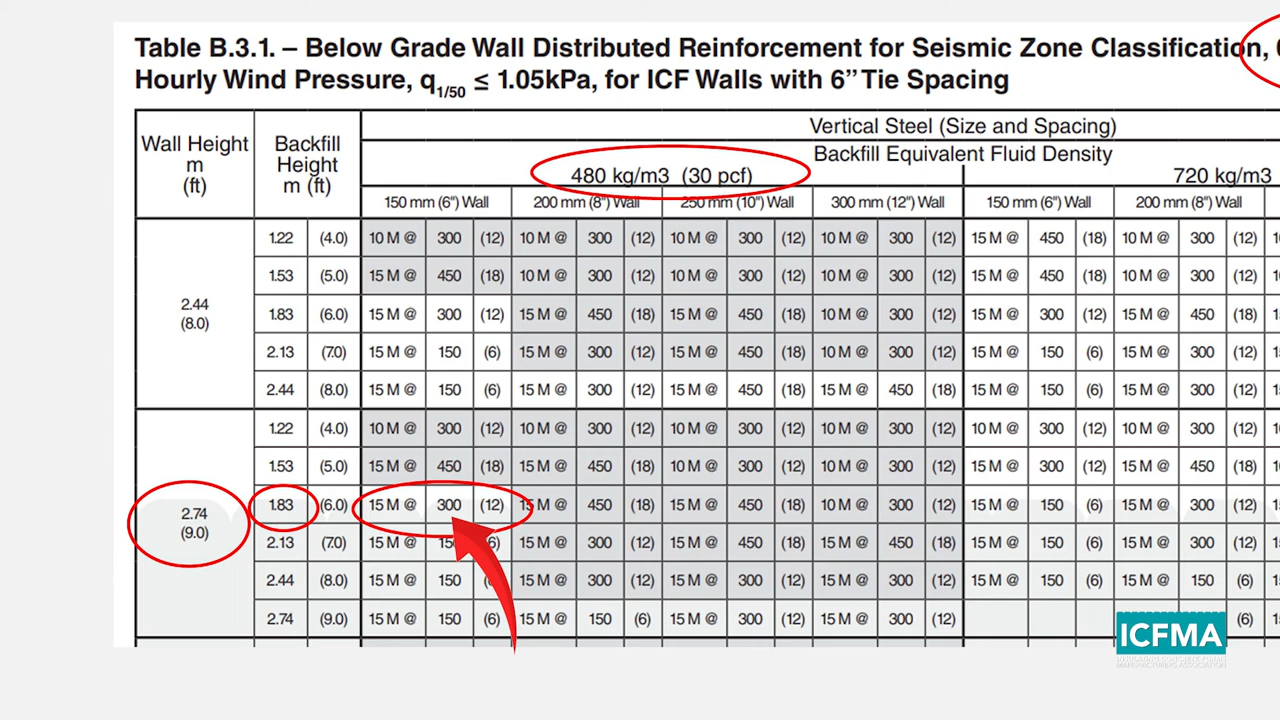 Table B.3.1. – Below Grade Wall Distributed Reinforcement for Seismic Zone Classification,
Hourly Wind Pressure, q1/50 ≤ 1.05kPa, for ICF Walls with 6” Tie Spacing
Wall Height m (ft) Backfill Height m (ft) Vertical Steel (Size and Spacing)
Backfill Equivalent Fluid Density
480 kg/m3 (30 pcf) 720 kg/m3
150 mm (6") Wall 200 mm (8") Wall 250 mm (10") Wall 300 mm (12") Wall 150 mm (6") Wall 200 mm (8") Wall
2.44 (8.0)
1.22 (4.0) 10 M @ 300 (12) 10 M @ 300 (12) 10 M @ 300 (12) 10 M @ 300 (12) 15 M @ 450 (18) 10 M @ 300 (12)
1.53 (5.0) 15 M @ 450 (18) 10 M @ 300 (12) 10 M @ 300 (12) 10 M @ 300 (12) 15 M @ 450 (18) 15 M @ 450 (18)
1.83 (6.0) 15 M @ 300 (12) 15 M @ 450 (18) 15 M @ 450 (18) 10 M @ 300 (12) 15 M @ 300 (12) 15 M @ 450 (18)
2.13 (7.0) 15 M @ 150 (6) 15 M @ 300 (12) 15 M @ 450 (18) 10 M @ 300 (12) 15 M @ 150 (6) 15 M @ 300 (12)
2.44 (8.0) 15 M @ 150 (6) 15 M @ 300 (12) 15 M @ 450 (18) 15 M @ 450 (18) 15 M @ 150 (6) 15 M @ 300 (12)
2.74 (9.0)
1.22 (4.0) 10 M @ 300 (12) 10 M @ 300 (12) 10 M @ 300 (12) 10 M @ 300 (12) 10 M @ 300 (12) 10 M @ 300 (12)
1.53 (5.0) 15 M @ 450 (18) 15 M @ 450 (18) 10 M @ 300 (12) 10 M @ 300 (12) 15 M @ 300 (12) 15 M @ 450 (18)
1.83 (6.0) 15 M @ 300 (12) 15 M @ 450 (18) 15 M @ 450 (18) 10 M @ 300 (12) 15 M @ 150 (6) 15 M @ 300 (12)
2.13 (7.0) 15 M @ 150 (6) 15 M @ 300 (12) 15 M @ 450 (18) 15 M @ 450 (18) 15 M @ 150 (6) 15 M @ 300 (12)
2.44 (8.0) 15 M @ 150 15 M @ 300 (12) 15 M @ 300 (12) 15 M @ 300 (12) 15 M @ 150 (6) 15 M @ 150 (6)
2.74 (9.0) 15 M @ 150 (6) 15 M @ 150 (6) 15 M @ 300 (12) 15 M @ 300 (12) (6)
ICFMA
INSULATING CONCRETE FORMS
MANUFACTURERS ASSOCIATION